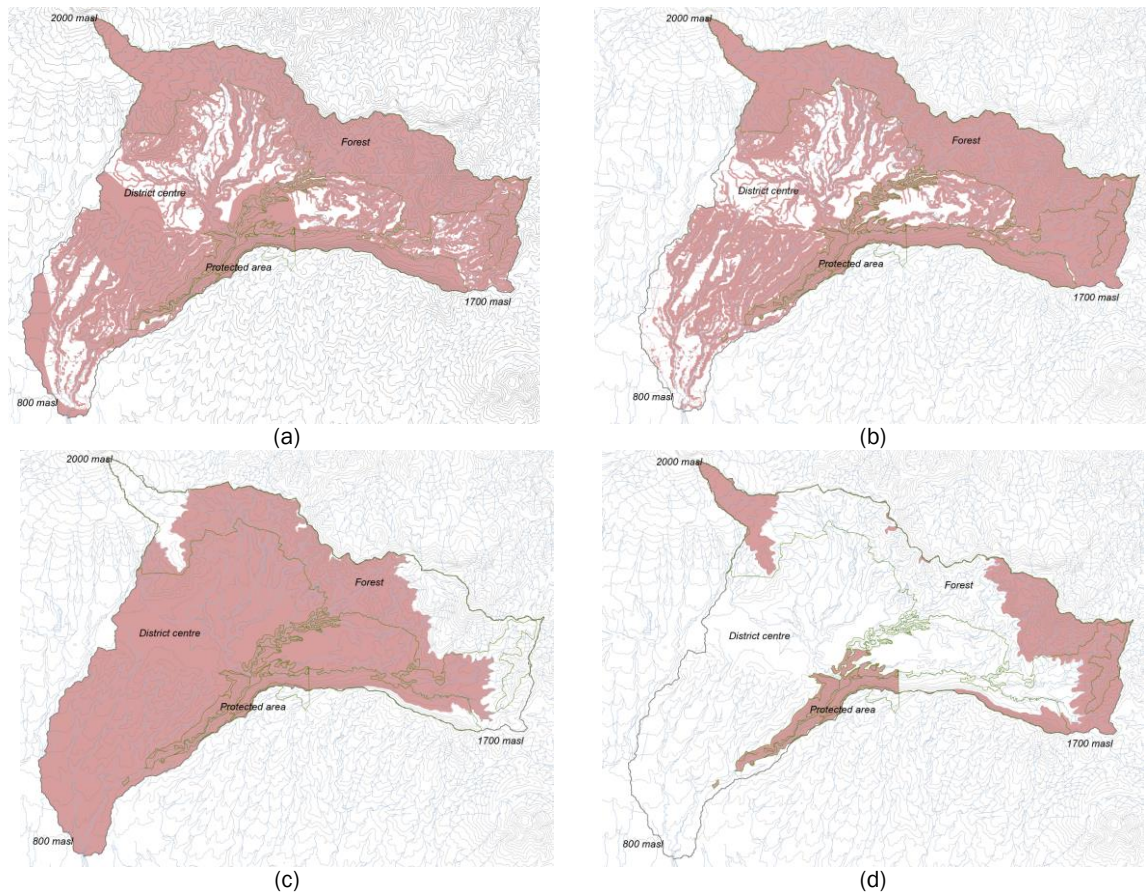 2000 masl
2000 masl
Forest
Forest
District centre
District centre
Protected area
Protected area
1700 masl
1700 masl
800 masl
800 masl
(a)
(b)
2000 masl
2000 masl
Forest
Forest
District centre
District centre
Protected area
Protected area
1700 masl
1700 masl
800 masl
800 masl
(c)
(d)